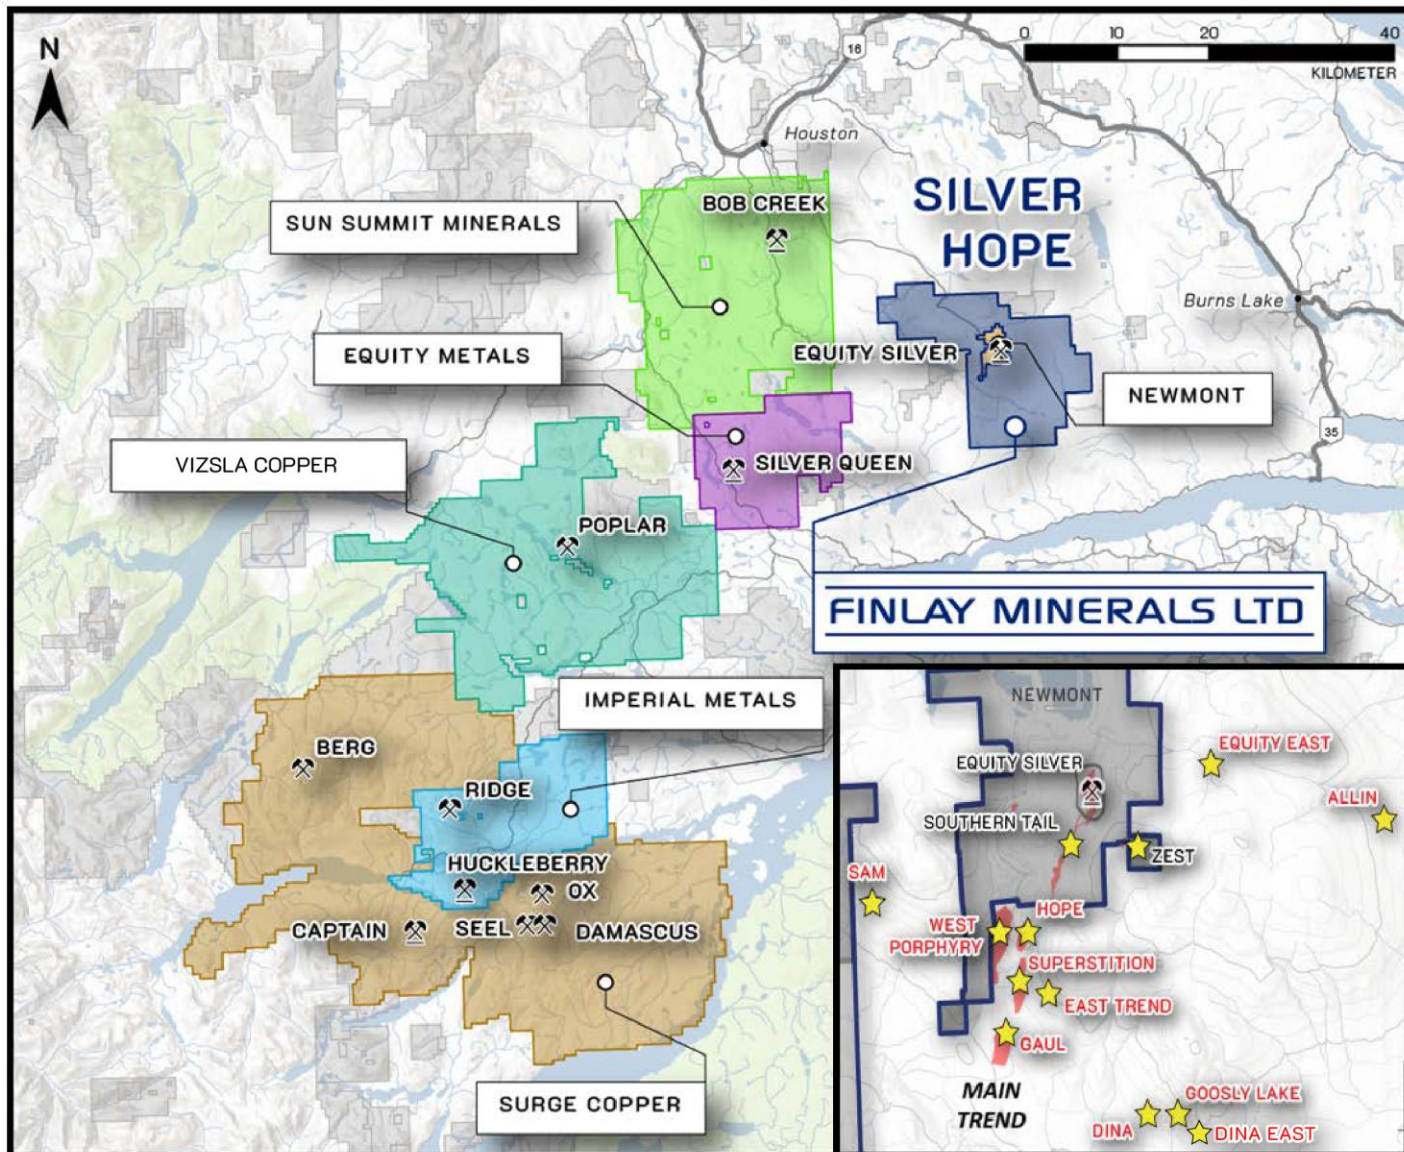 N
0 10 20 40
KILOMETER
16
Houston
SILVER
HOPE
BOB CREEK
SUN SUMMIT MINERALS
Burns Lake
EQUITY METALS
EQUITY SILVER
NEWMONT
35
VIZSLA COPPER
SILVER QUEEN
POPLAR
FINLAY MINERALS LTD
IMPERIAL METALS
BERG
RIDGE
HUCKLEBERRY
OX
CAPTAIN
SEEL
DAMASCUS
SURGE COPPER
NEWMONT
EQUITY EAST
EQUITY SILVER
ALLIN
SOUTHERN TAIL
ZEST
SAM
HOPE
WEST
PORPHYRY
SUPERSTITION
EAST TREND
GAUL
MAIN
TREND
GOOSLY LAKE
DINA
DINA EAST